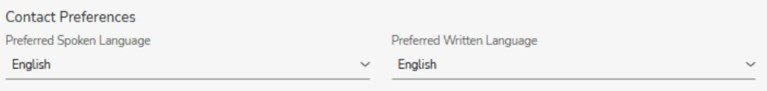 Contact Preferences
Preferred Spoken Language
Preferred Written Language
English
English